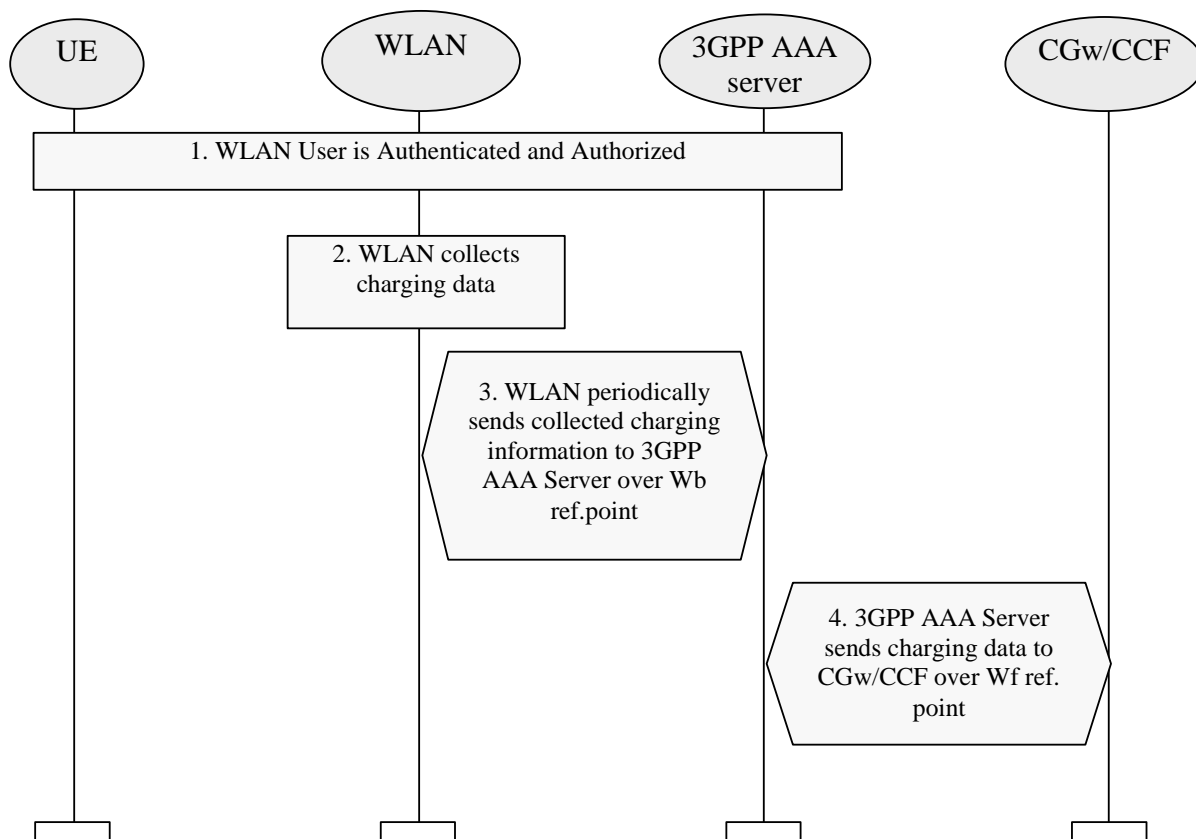 UE
WLAN
3GPP AAA
server
CGw/CCF
1. WLAN User is Authenticated and Authorized
2. WLAN collects
charging data
3. WLAN periodically
sends collected charging
information to 3GPP
AAA Server over Wb
ref.point
4. 3GPP AAA Server
sends charging data to
CGw/CCF over Wf ref.
point